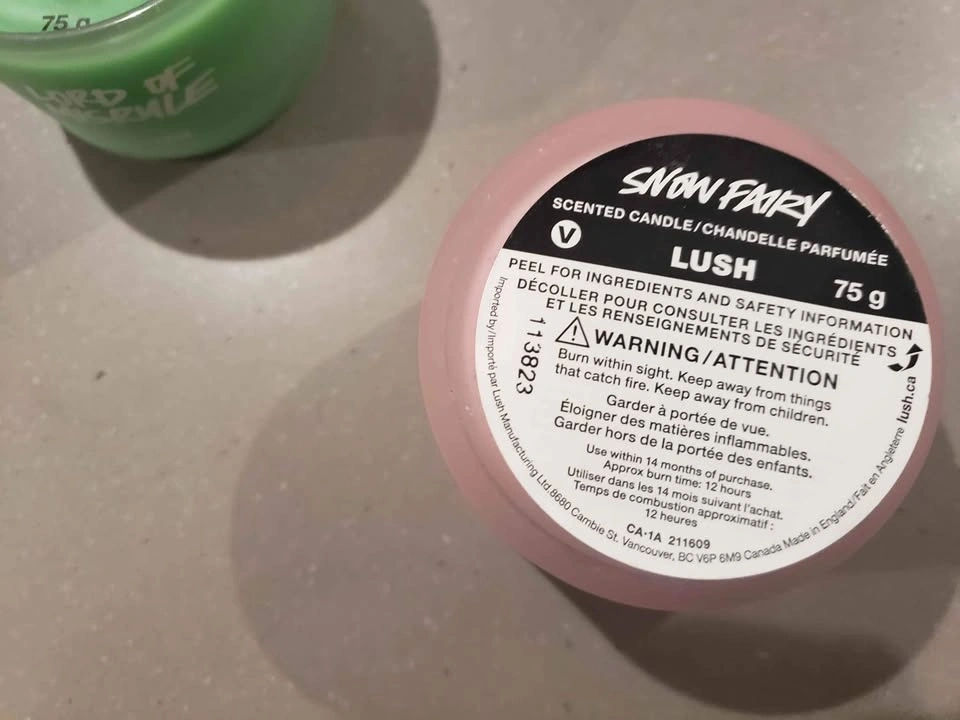 75 g
LORD OF
MISRULE
SNOW FAIRY
SCENTED CANDLE/CHANDELLE PARFUMÉE
V
LUSH
75 g
PEEL FOR INGREDIENTS AND SAFETY INFORMATION
DÉCOLLER POUR CONSULTER LES INGRÉDIENTS
ET LES RENSEIGNEMENTS DE SÉCURITÉ
WARNING/ATTENTION
Burn within sight. Keep away from things
that catch fire. Keep away from children.
Garder à portée de vue.
Éloigner des matières inflammables.
Garder hors de la portée des enfants.
Use within 14 months of purchase.
Approx burn time: 12 hours
Utiliser dans les 14 mois suivant l'achat.
Temps de combustion approximatif :
12 heures
CA-1A 211609
113823
Imported by/Importé par Lush Manufacturing Ltd 8680 Cambie St. Vancouver, BC V6P 6M9 Canada Made in England/Fait en Angleterre lush.ca